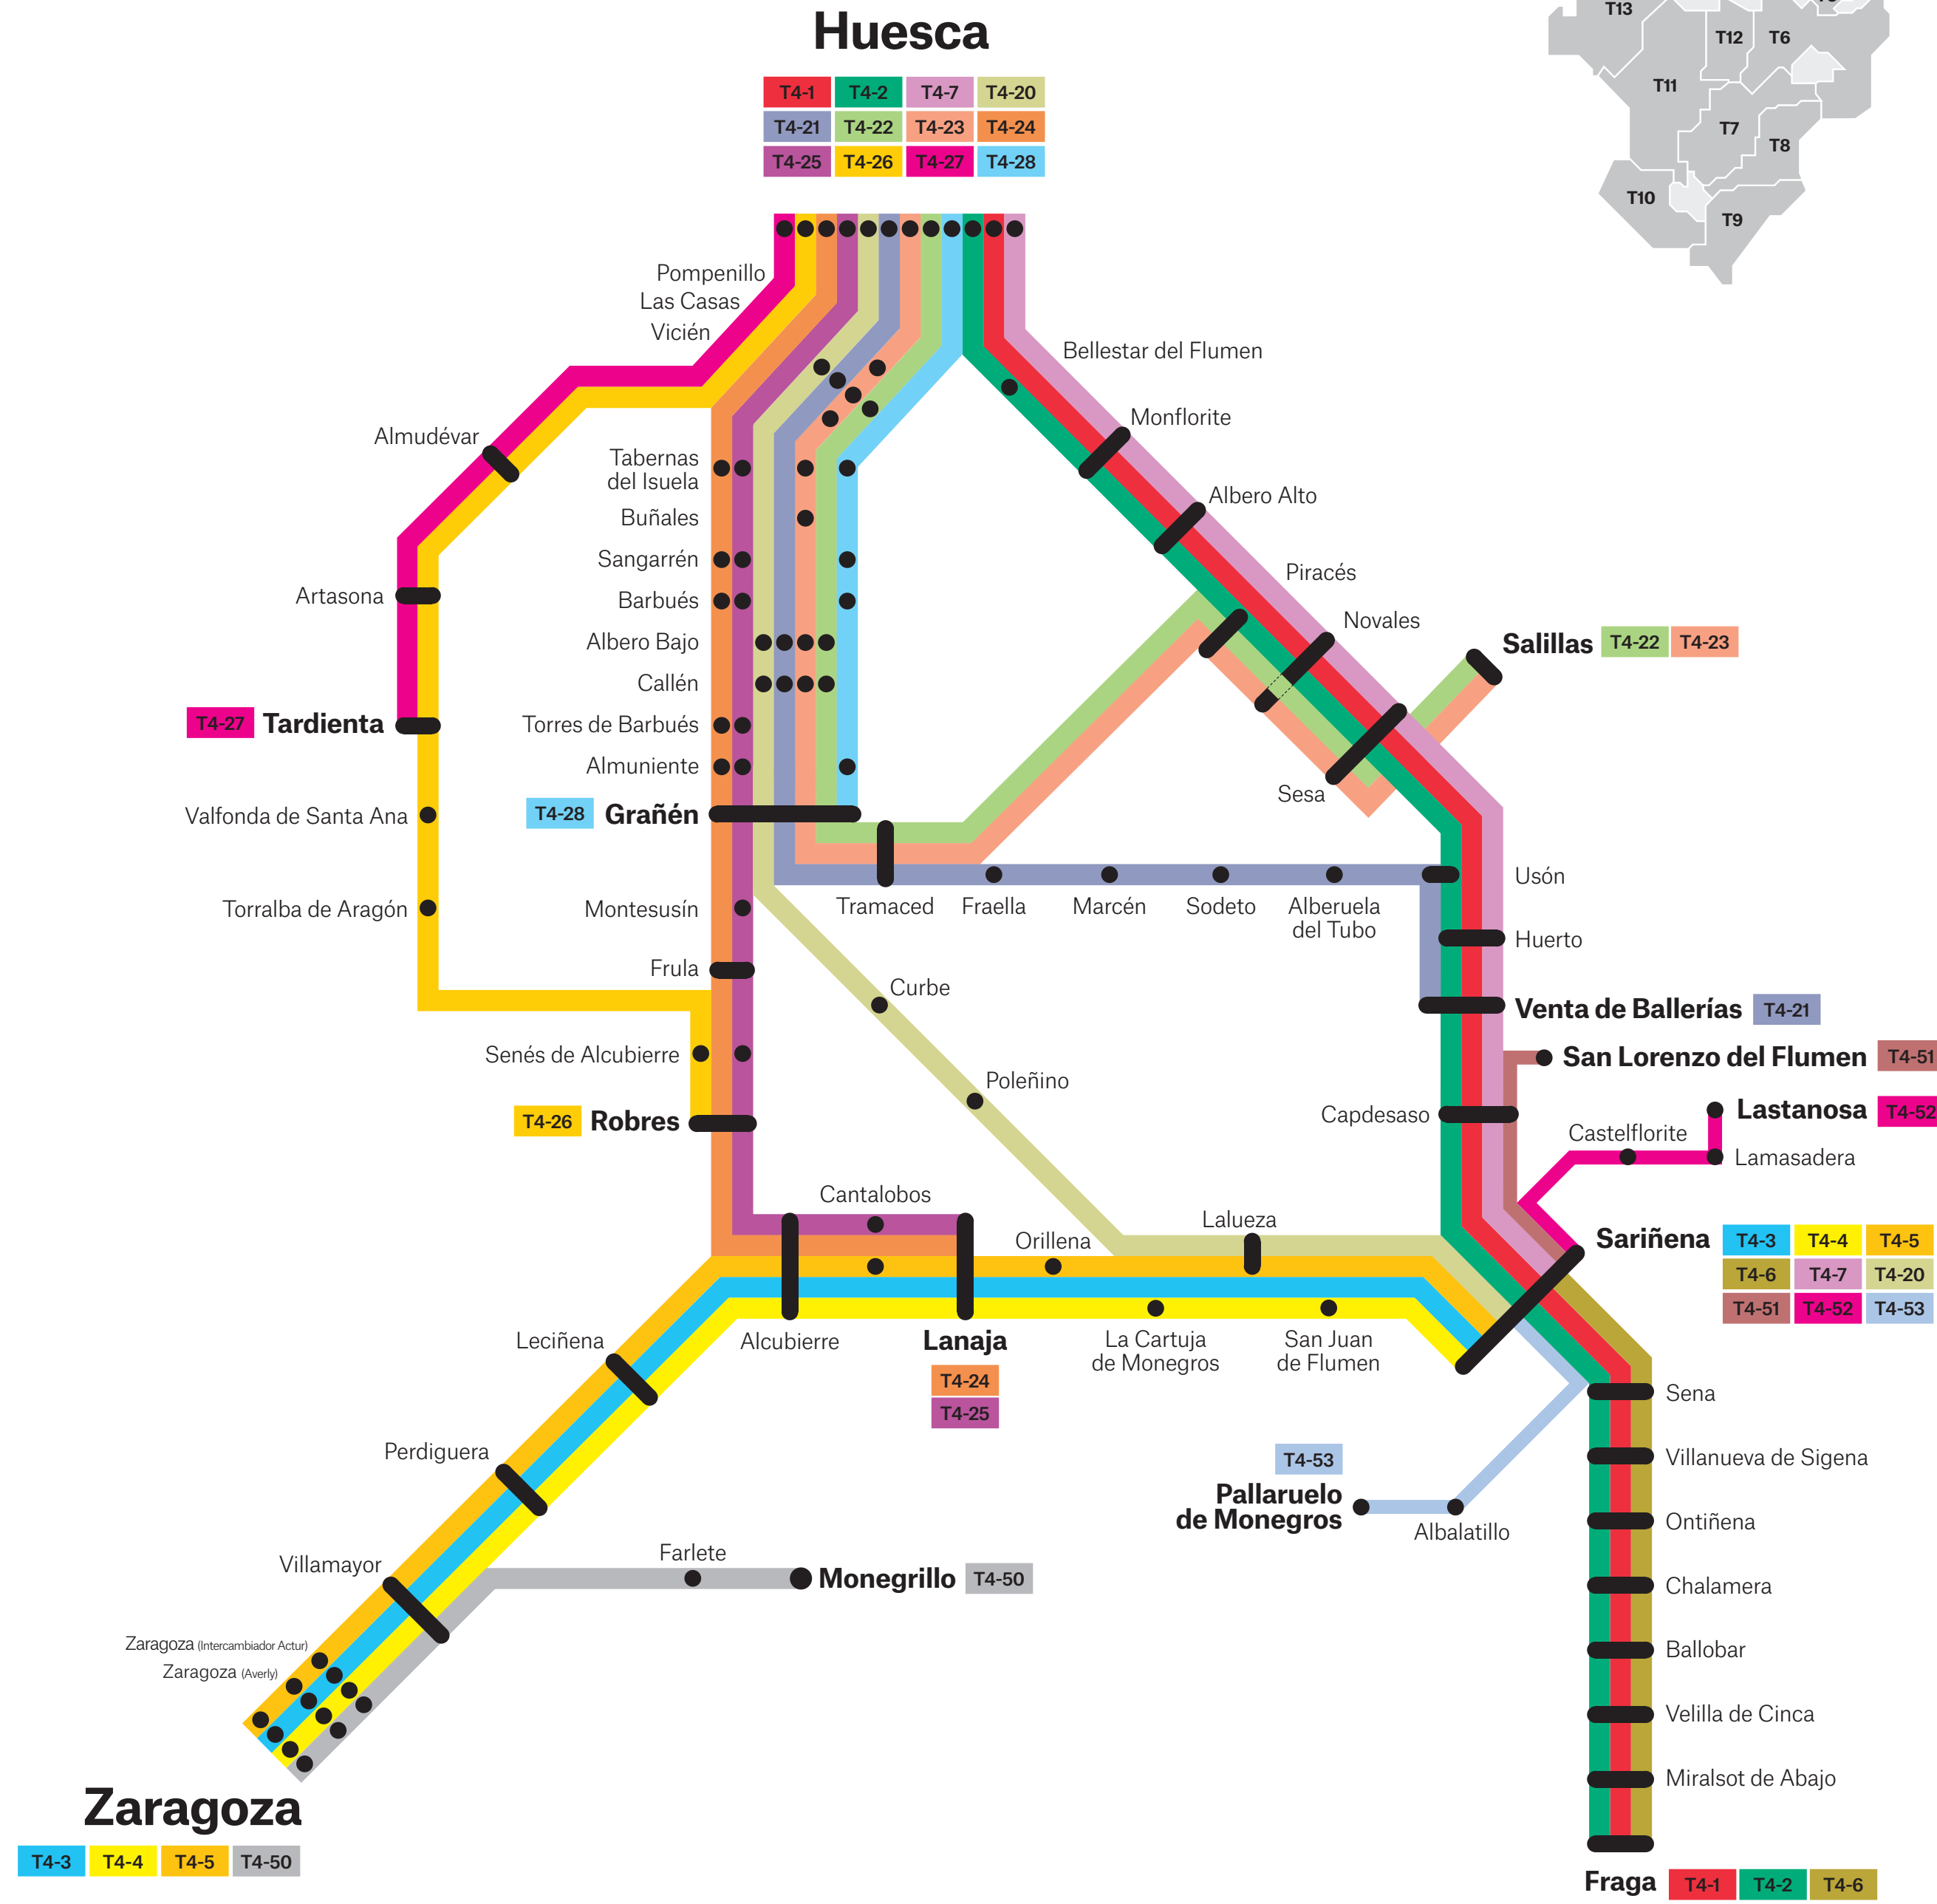 Huesca
T4-1 T4-2 T4-7 T4-20
T4-21 T4-22 T4-23 T4-24
T4-25 T4-26 T4-27 T4-28
T13
T12 T6
T11
T7
T8
T10
T9
Pompenillo
Las Casas
Vicién
Bellestar del Flumen
Monflorite
Almudévar
Tabernas
del Isuela
Albero Alto
Buñales
Sangarrén
Piracés
Artasona
Barbués
Novales
Albero Bajo
Salillas T4-22 T4-23
Callén
T4-27 Tardienta
Torres de Barbués
Almuniente
Sesa
Valfonda de Santa Ana
T4-28 Grañén
Usón
Torralba de Aragón
Montesusín
Tramaced Fraella Marcén Sodeto Alberuela
del Tubo
Huerto
Frula
Curbe
Venta de Ballerías T4-21
Senés de Alcubierre
San Lorenzo del Flumen T4-51
Poleñino
Lastanosa T4-52
T4-26 Robres
Capdesaso
Castelflorite
Lamasadera
Cantalobos
Lalueza
Orillena
Sariñena T4-3 T4-4 T4-5
T4-6 T4-7 T4-20
T4-51 T4-52 T4-53
Leciñena
Alcubierre
Lanaja
T4-24
T4-25
La Cartuja
de Monegros
San Juan
de Flumen
Sena
Perdiguera
T4-53
Pallaruelo
de Monegros
Albalatillo
Villanueva de Sigena
Ontiñena
Villamayor
Farlete
Monegrillo T4-50
Chalamera
Zaragoza (Intercambiador Actur)
Zaragoza (Averly)
Ballobar
Velilla de Cinca
Miralsot de Abajo
Zaragoza
T4-3 T4-4 T4-5 T4-50
Fraga T4-1 T4-2 T4-6